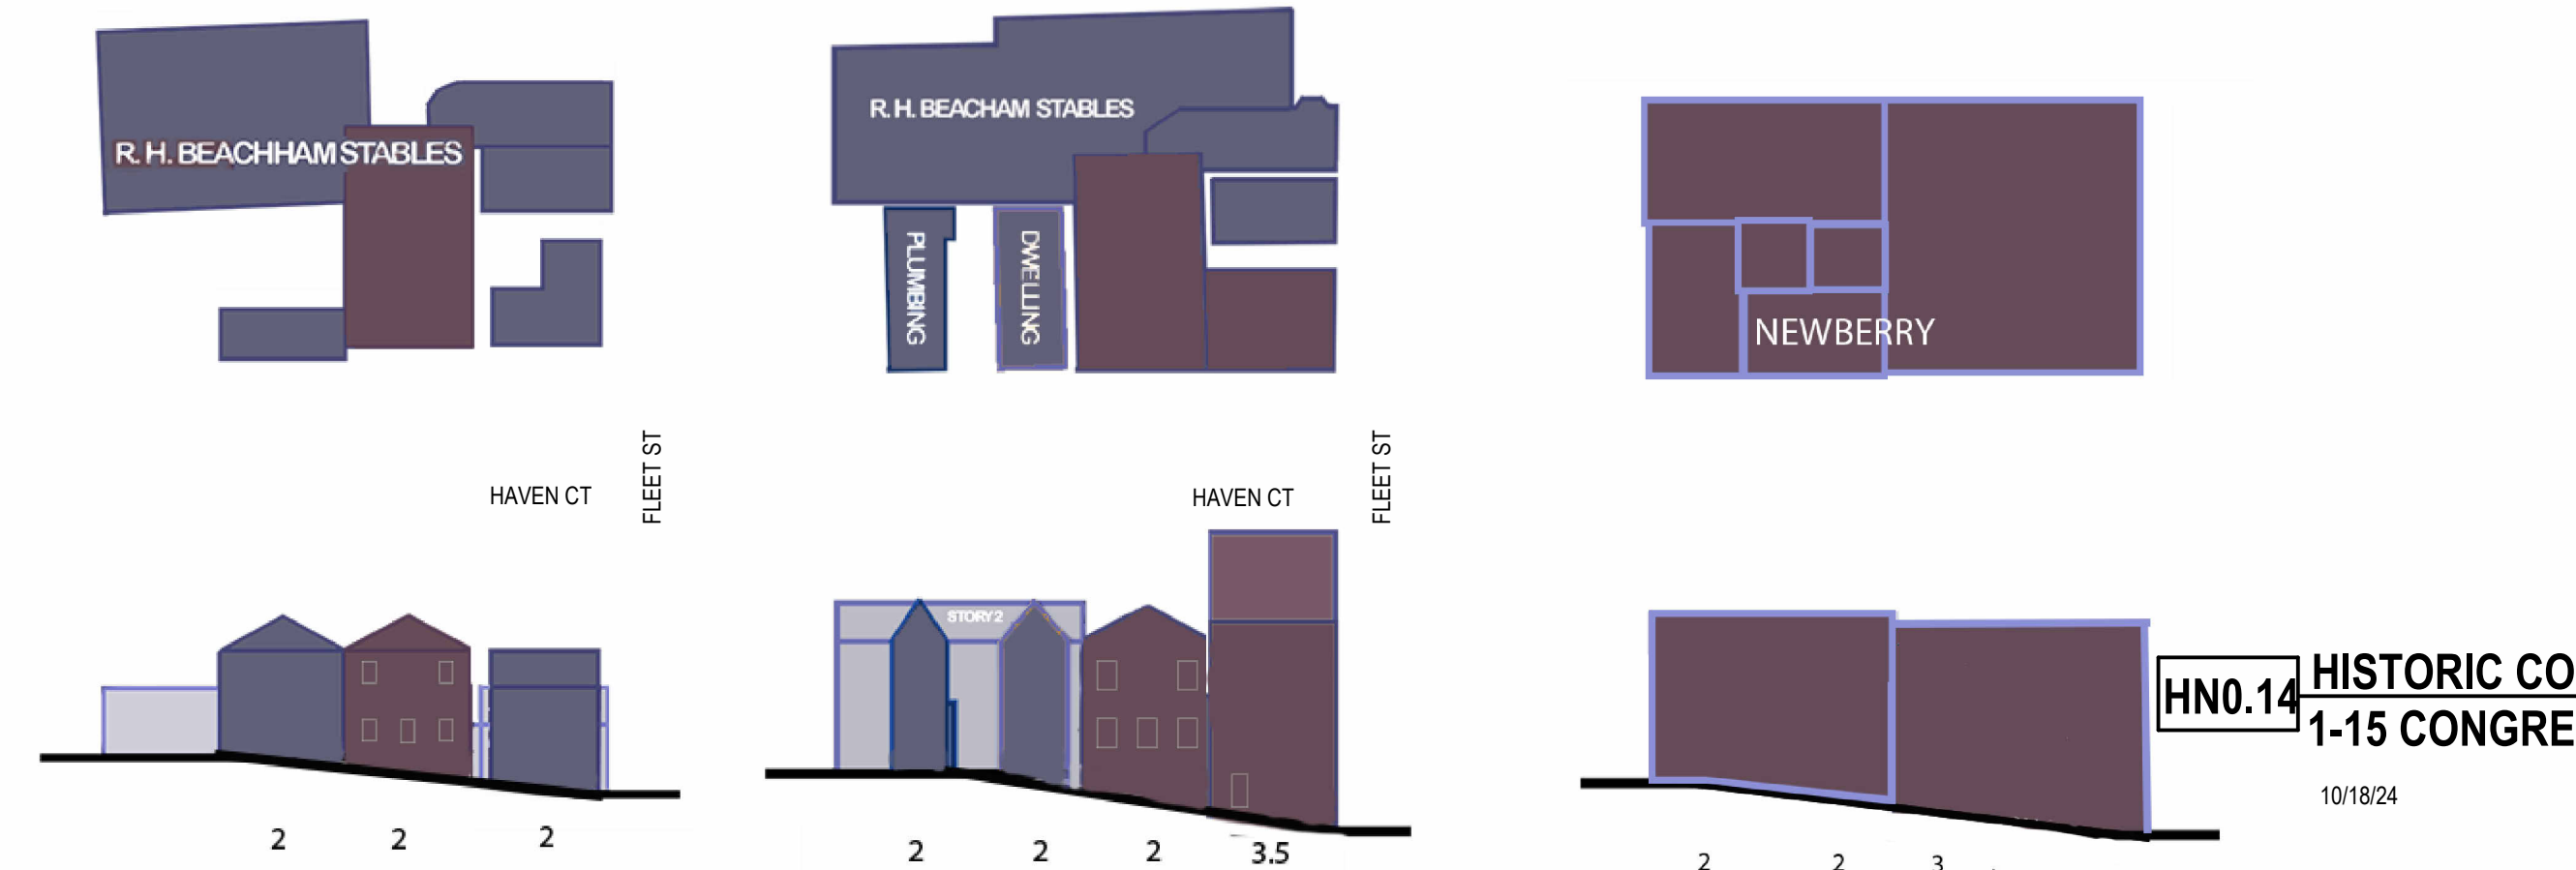 R. H. BEACHHAM STABLES
R. H. BEACHAM STABLES
PLUMBING
DWELLING
NEWBERRY
HAVEN CT
FLEET ST
HAVEN CT
FLEET ST
STORY 2
HN0.14
HISTORIC CO
1-15 CONGRE
10/18/24
2 2 2
2 2 2 3.5
2 2 3